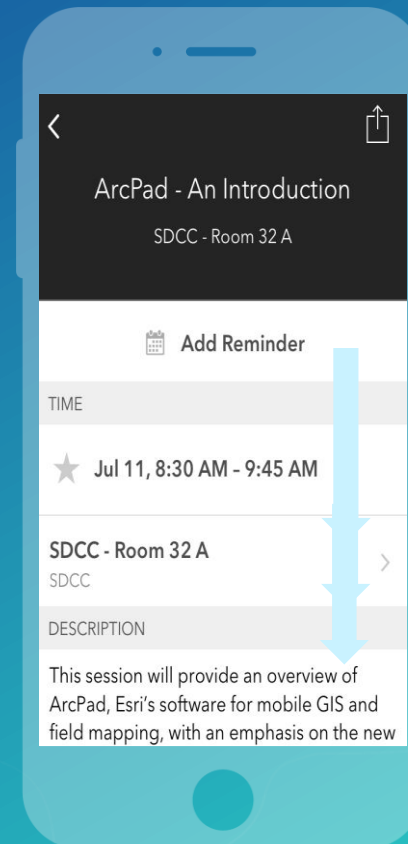 ArcPad - An Introduction
SDCC - Room 32 A
Add Reminder
TIME
Jul 11, 8:30 AM – 9:45 AM
SDCC - Room 32 A
SDCC
DESCRIPTION
This session will provide an overview of
ArcPad, Esri's software for mobile GIS and
field mapping, with an emphasis on the new